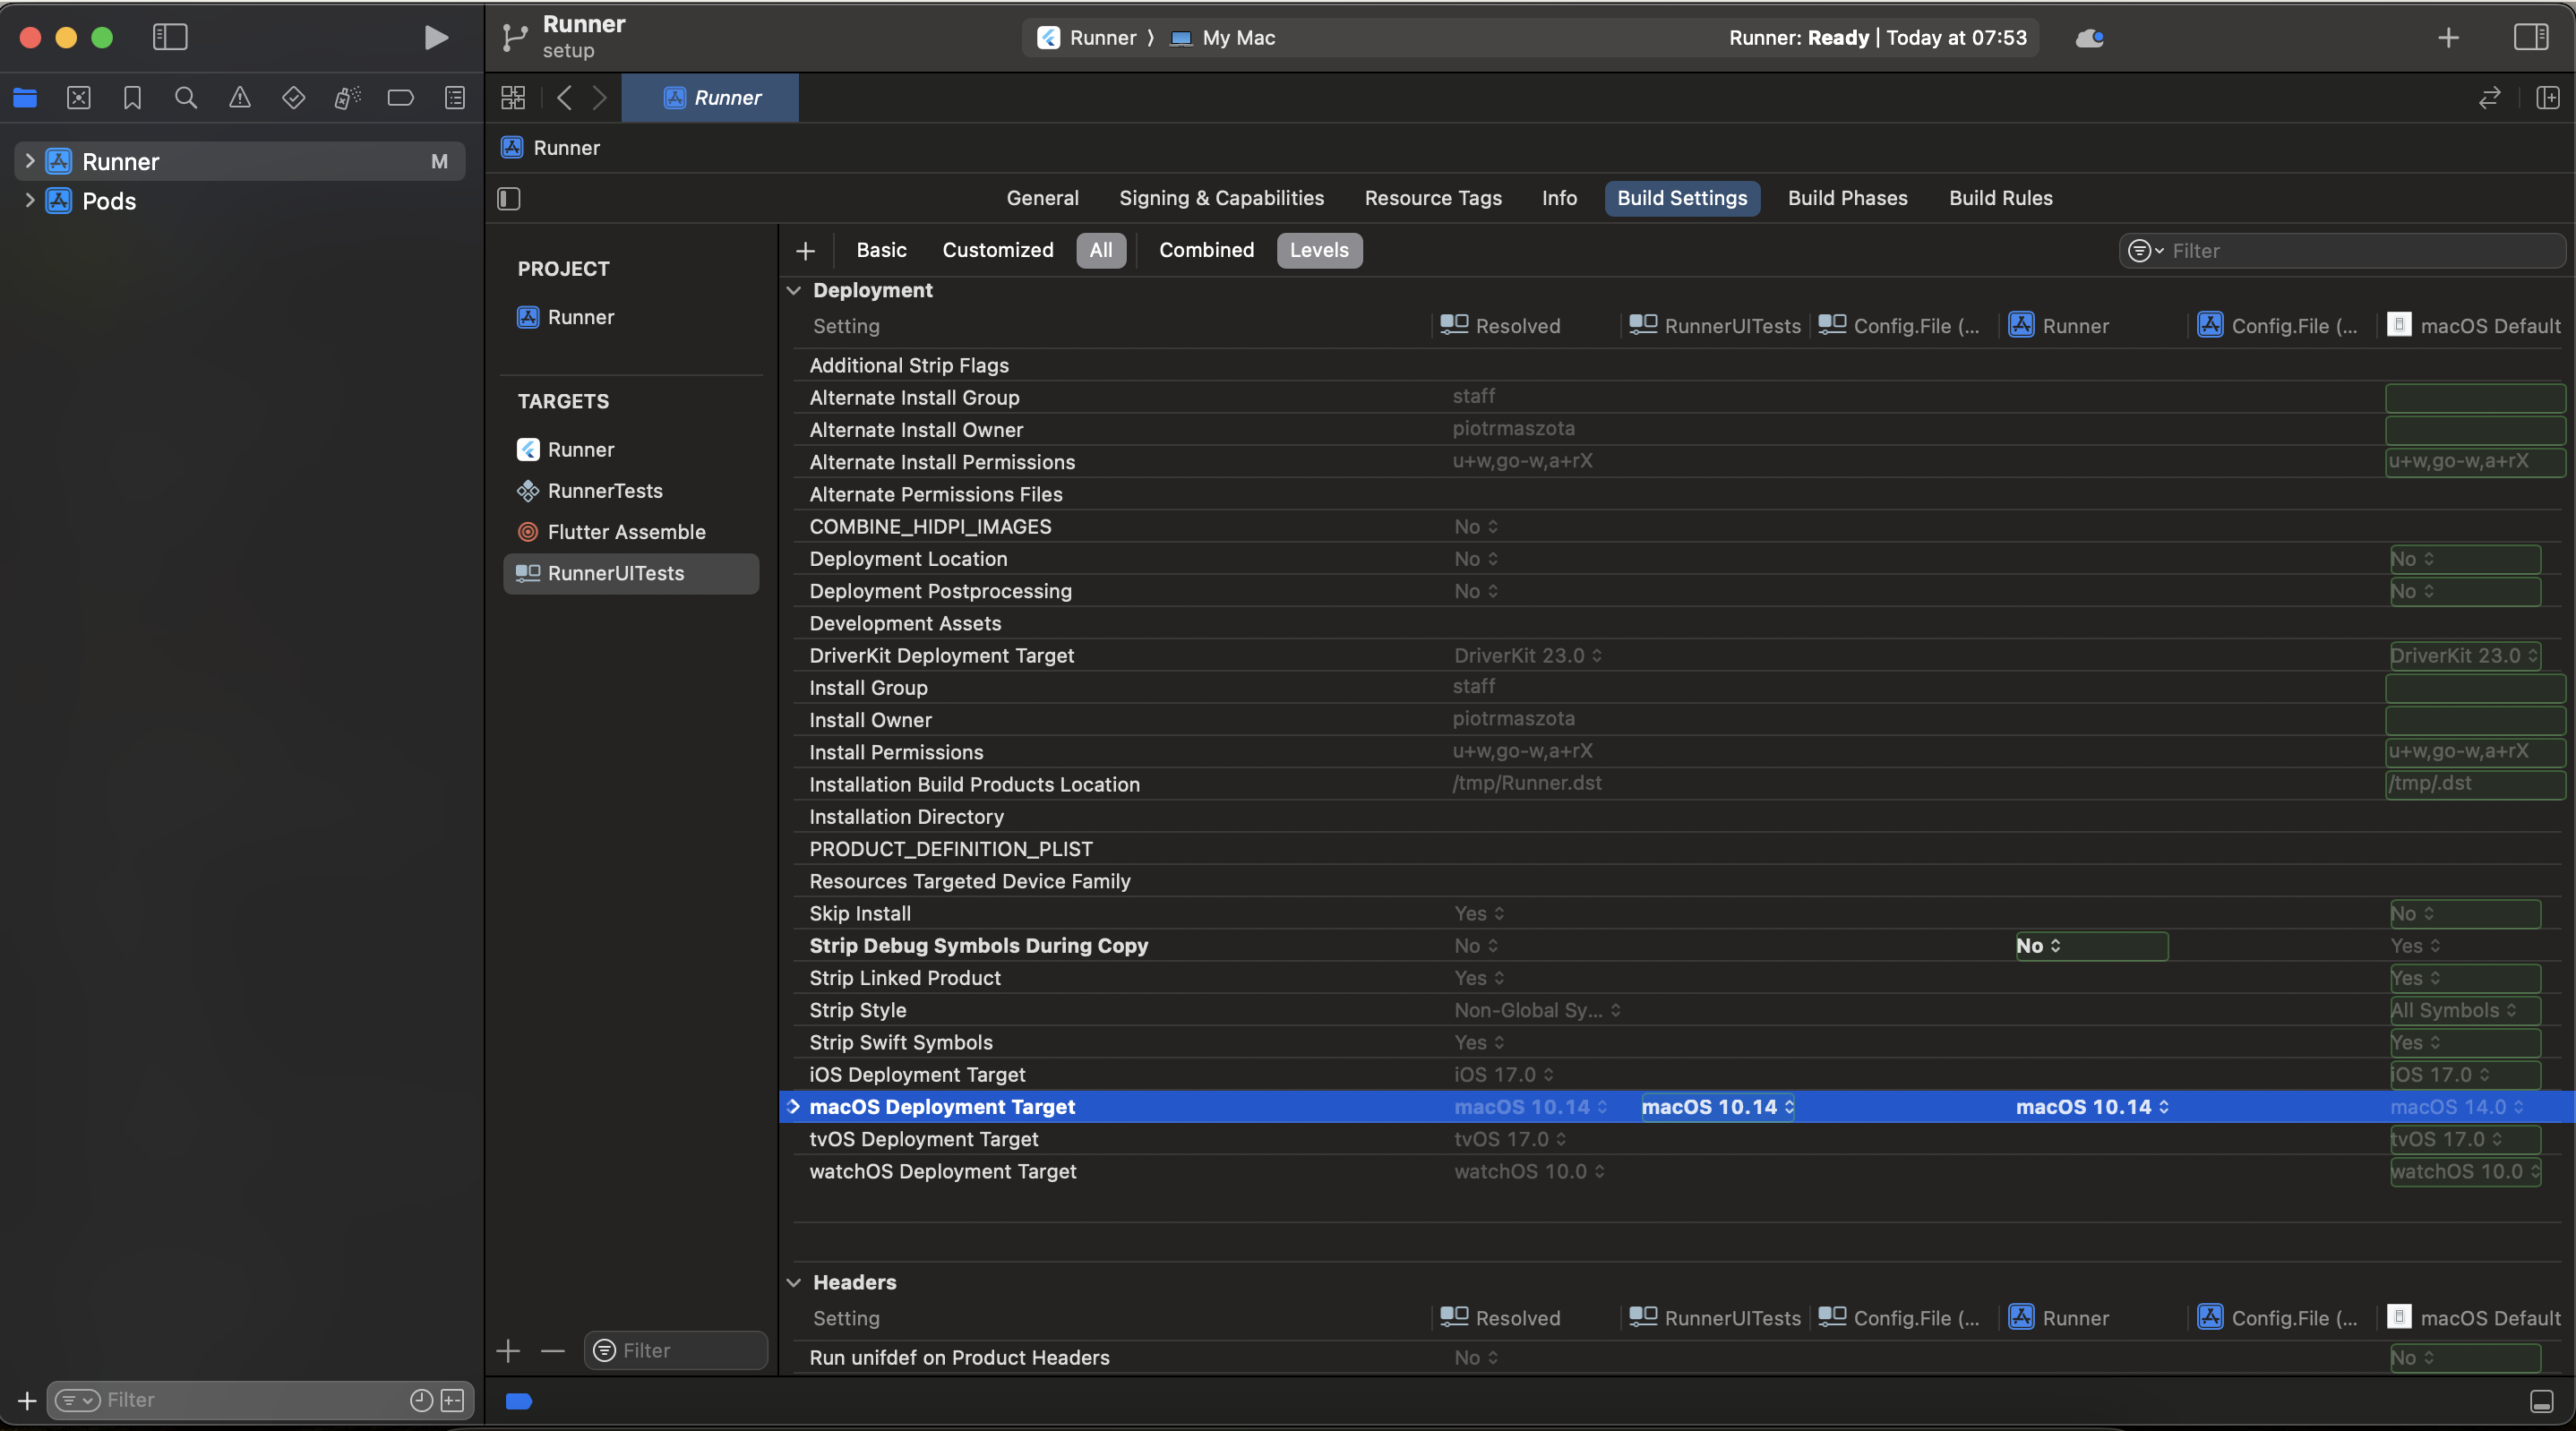 Runner
setup
Runner 〉 My Mac
Runner: Ready | Today at 07:53
Runner
Runner M
Pods
Runner
General Signing & Capabilities Resource Tags Info Build Settings Build Phases Build Rules
PROJECT
Runner
TARGETS
Runner
RunnerTests
Flutter Assemble
RunnerUITests
Basic Customized All Combined Levels Filter
Deployment
Setting Resolved RunnerUITests Config.File (... Runner Config.File (... macOS Default
Additional Strip Flags
Alternate Install Group staff
Alternate Install Owner piotrmaszota
Alternate Install Permissions u+w,go-w,a+rX u+w,go-w,a+rX
Alternate Permissions Files
COMBINE_HIDPI_IMAGES No
Deployment Location No No
Deployment Postprocessing No No
Development Assets
DriverKit Deployment Target DriverKit 23.0 DriverKit 23.0
Install Group staff
Install Owner piotrmaszota
Install Permissions u+w,go-w,a+rX u+w,go-w,a+rX
Installation Build Products Location /tmp/Runner.dst /tmp/.dst
Installation Directory
PRODUCT_DEFINITION_PLIST
Resources Targeted Device Family
Skip Install Yes No
Strip Debug Symbols During Copy No No Yes
Strip Linked Product Yes Yes
Strip Style Non-Global Sy... All Symbols
Strip Swift Symbols Yes Yes
iOS Deployment Target iOS 17.0 iOS 17.0
macOS Deployment Target macOS 10.14 macOS 10.14 macOS 10.14 macOS 14.0
tvOS Deployment Target tvOS 17.0 tvOS 17.0
watchOS Deployment Target watchOS 10.0 watchOS 10.0
Headers
Setting Resolved RunnerUITests Config.File (... Runner Config.File (... macOS Default
Run unifdef on Product Headers No No
Filter
Filter